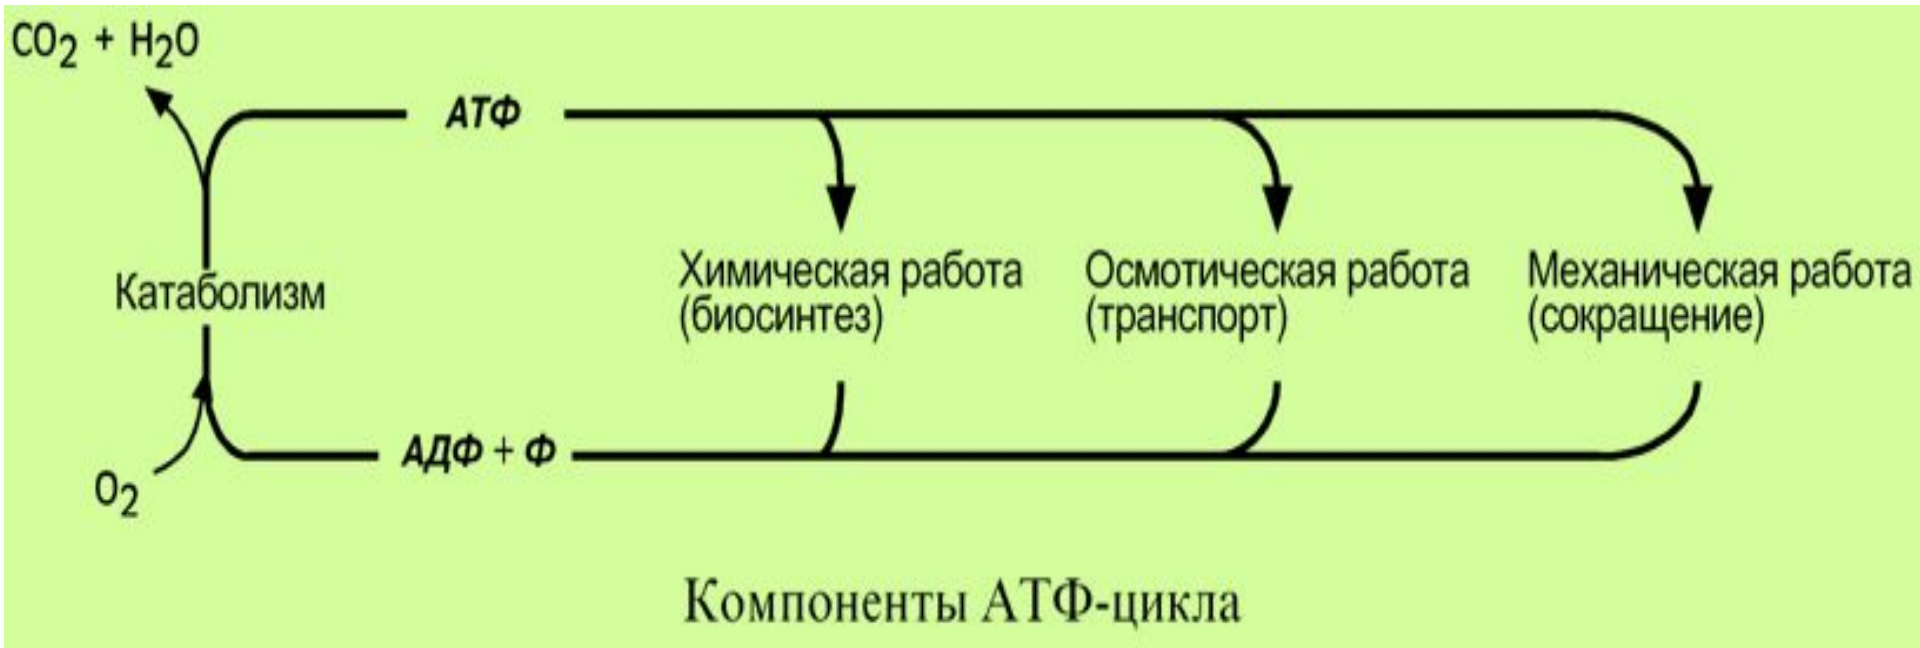 CO2 + H2O
АТФ
Катаболизм
Химическая работа
(биосинтез)
Осмотическая работа
(транспорт)
Механическая работа
(сокращение)
АДФ + Ф
O2
Компоненты АТФ-цикла